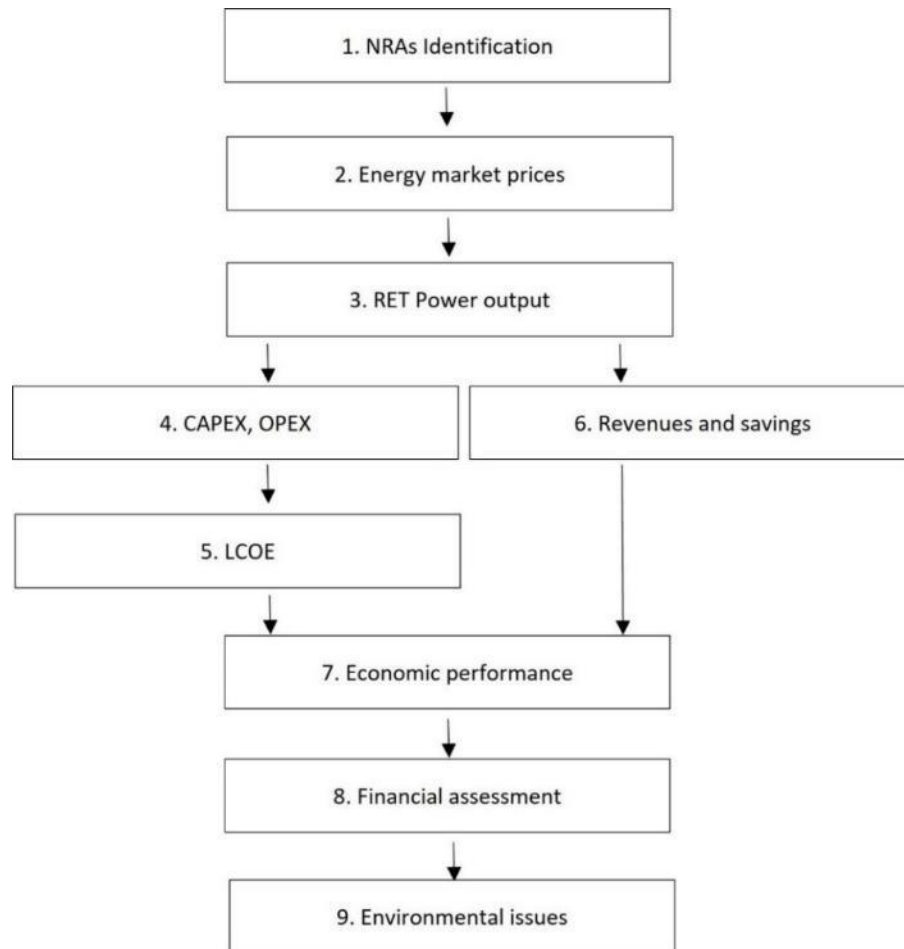 1. NRAs Identification
2. Energy market prices
3. RET Power output
4. CAPEX, OPEX
6. Revenues and savings
5. LCOE
7. Economic performance
8. Financial assessment
9. Environmental issues